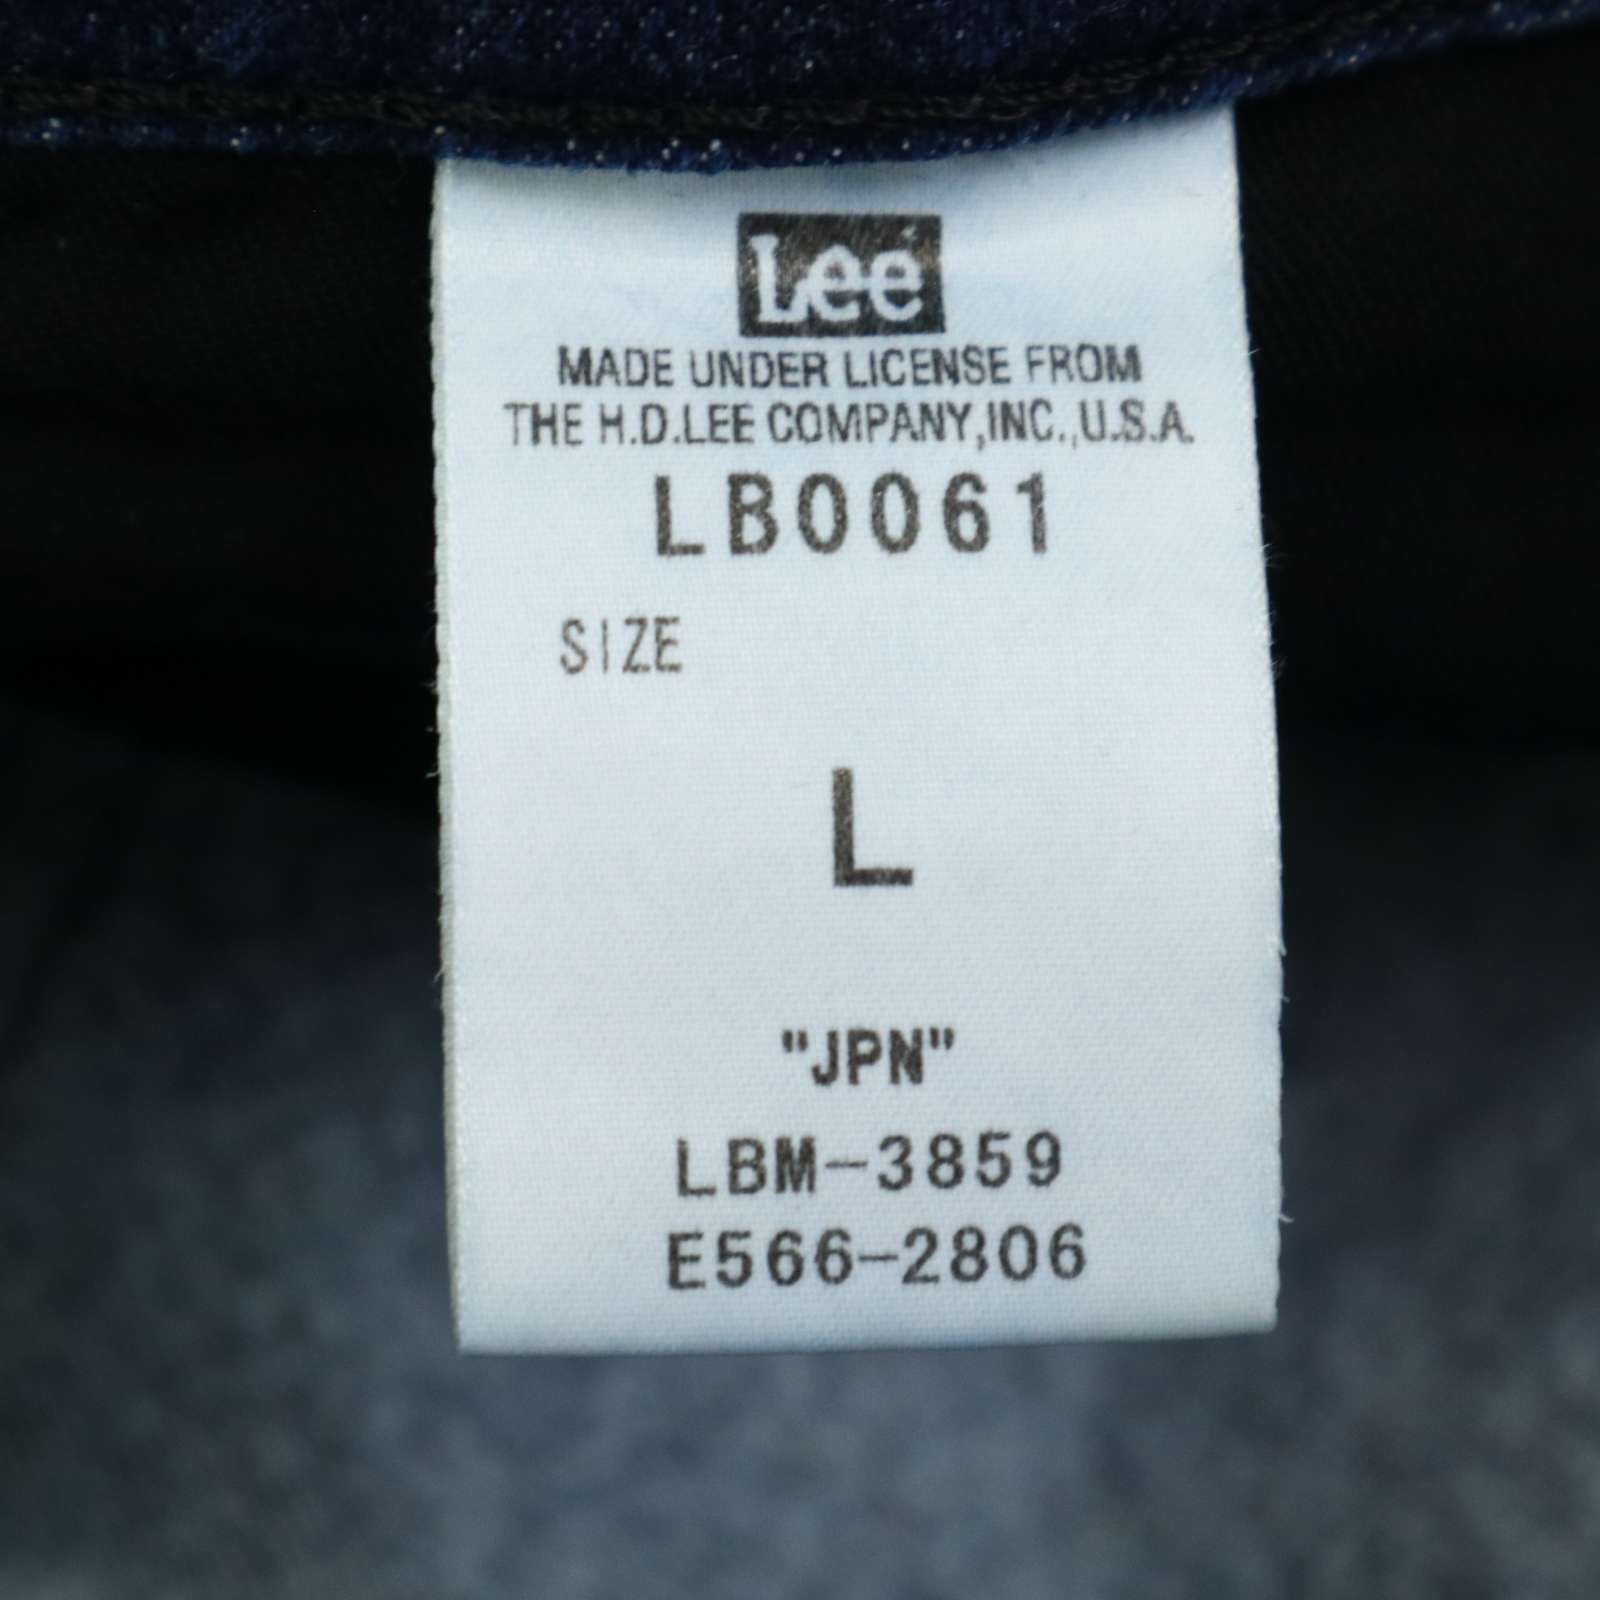 Lee
MADE UNDER LICENSE FROM
THE H.D.LEE COMPANY,INC.,U.S.A.
LB0061
SIZE
L
"JPN"
LBM-3859
E566-2806